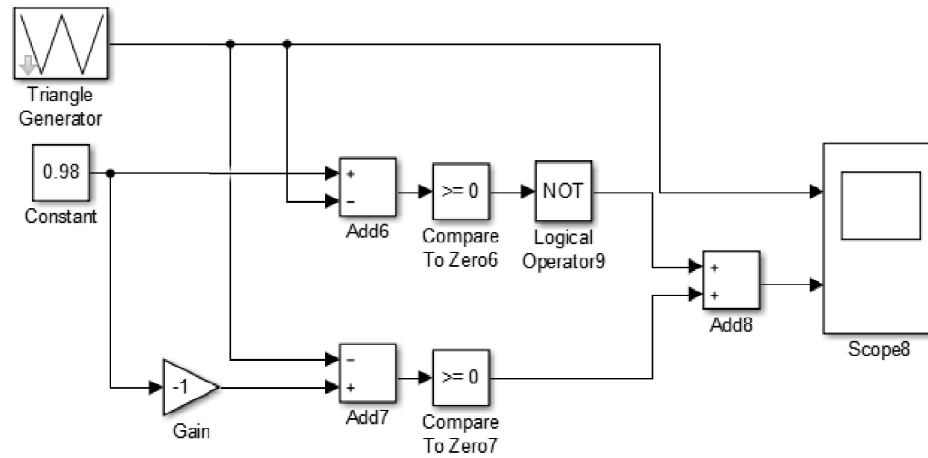 Triangle
Generator
0.98
Constant
+
−
Add6
>= 0
Compare
To Zero6
NOT
Logical
Operator9
+
+
Add8
Scope8
-1
Gain
−
+
Add7
>= 0
Compare
To Zero7